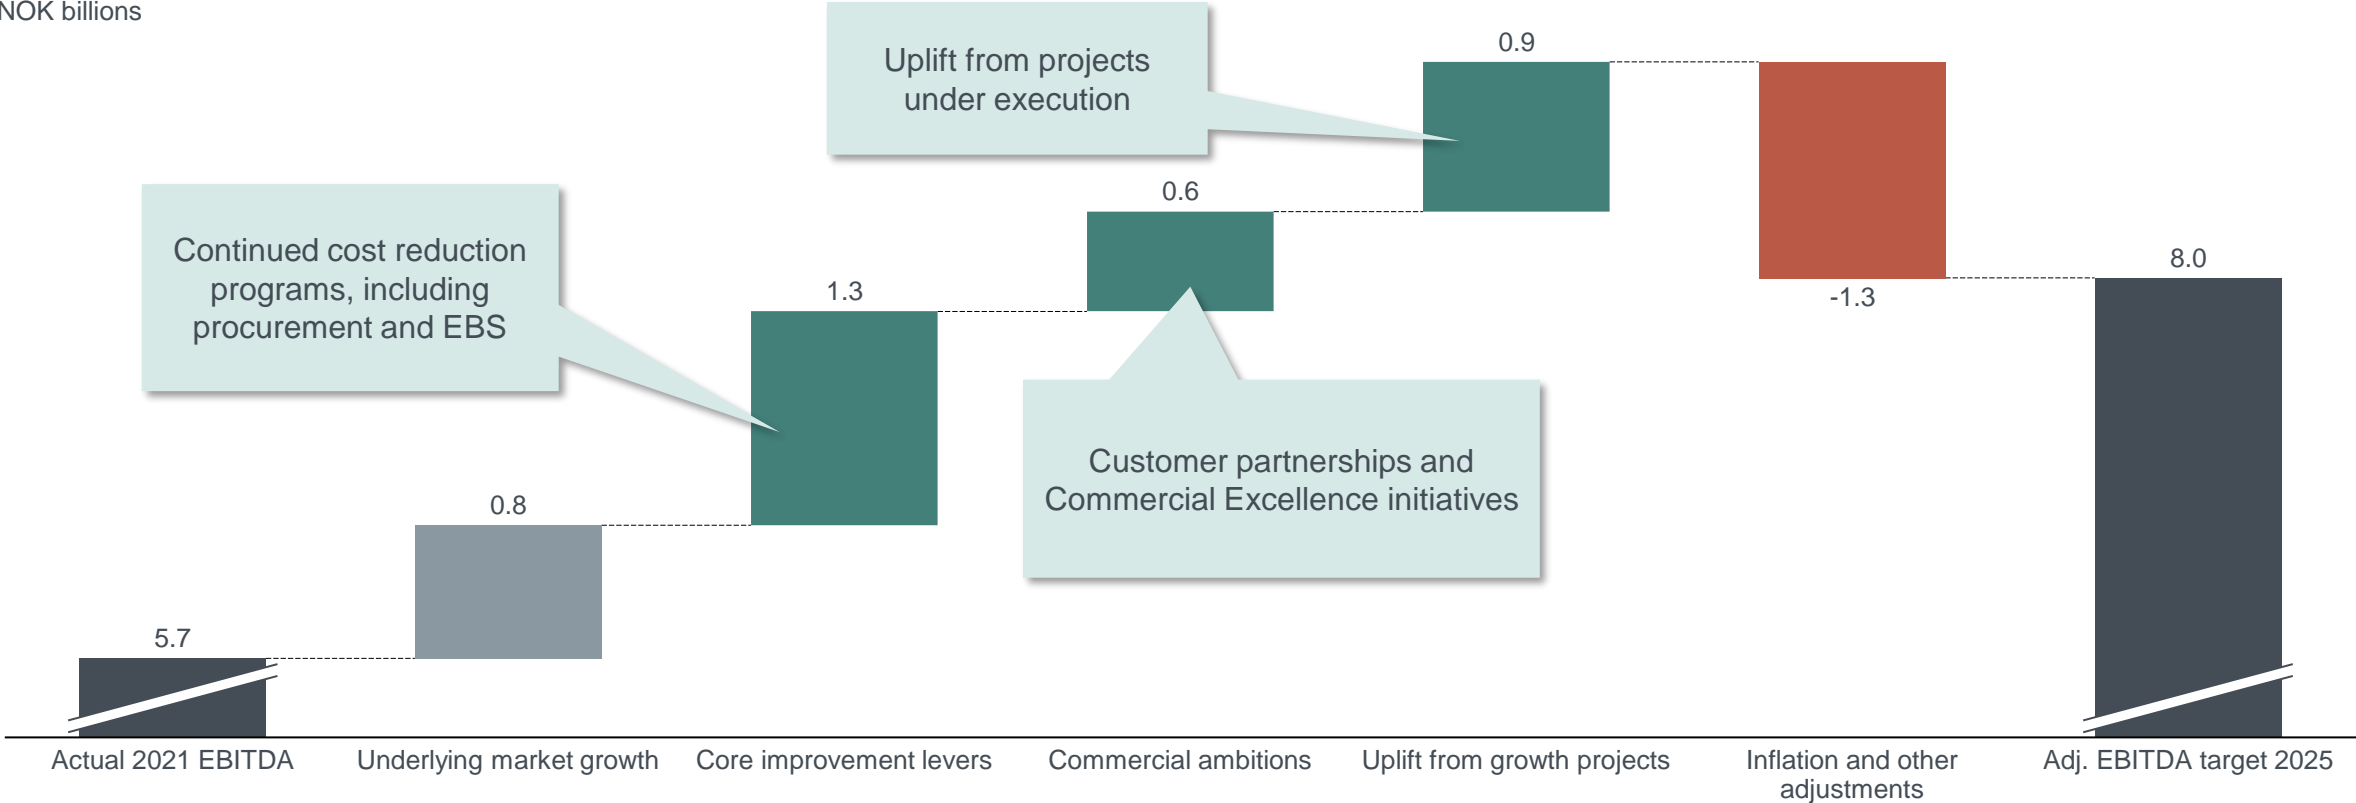 NOK billions
Uplift from projects
under execution
Continued cost reduction
programs, including
procurement and EBS
Customer partnerships and
Commercial Excellence initiatives
5.7
0.8
1.3
0.6
0.9
-1.3
8.0
Actual 2021 EBITDA
Underlying market growth
Core improvement levers
Commercial ambitions
Uplift from growth projects
Inflation and other
adjustments
Adj. EBITDA target 2025